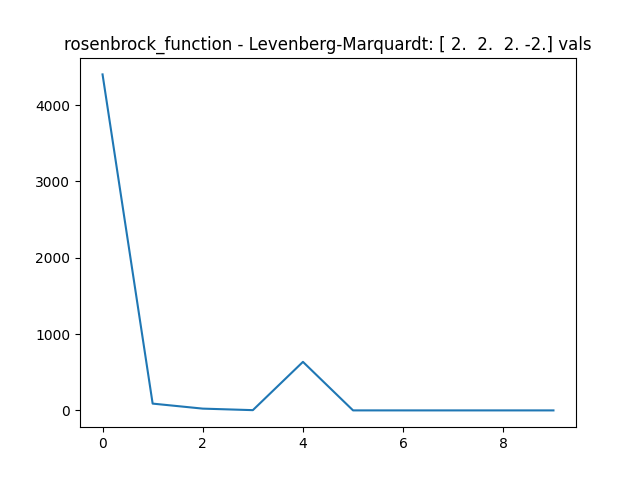 rosenbrock_function - Levenberg-Marquardt: [ 2.  2.  2. -2.] vals
4000
3000
2000
1000
0
0 2 4 6 8